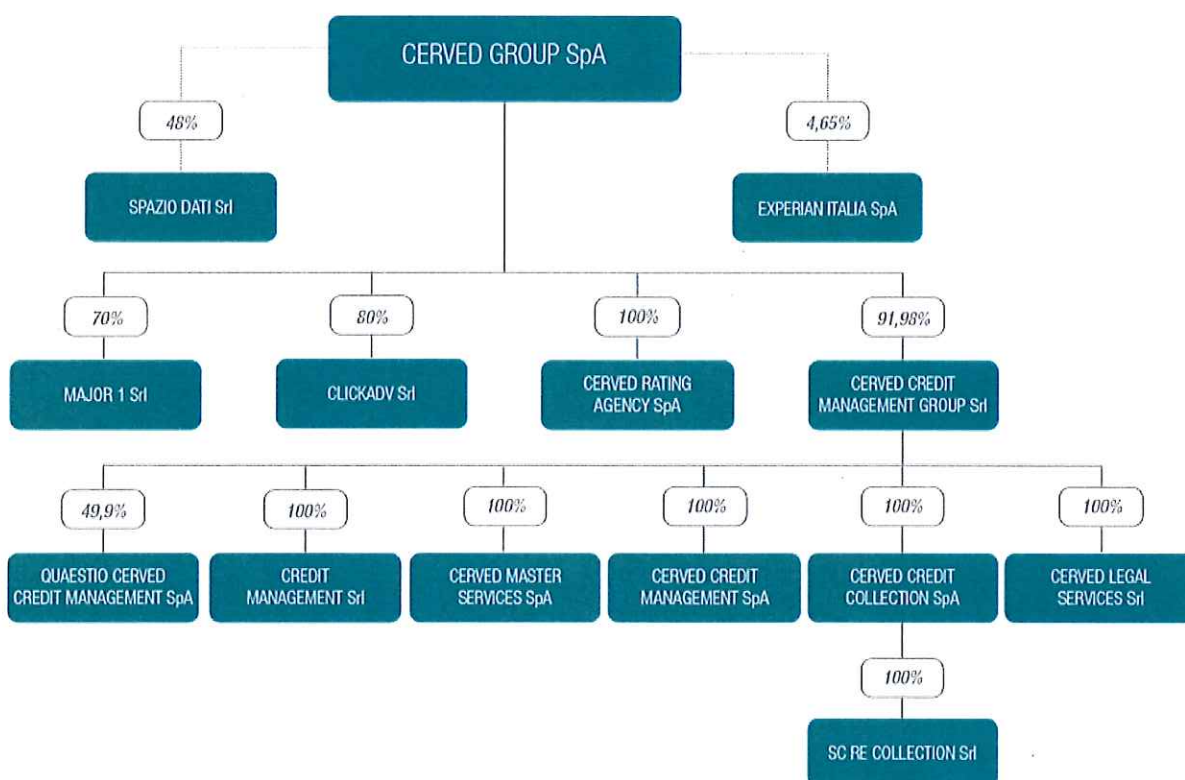 CERVED GROUP SpA
48%
4,65%
SPAZIO DATI Srl
EXPERIAN ITALIA SpA
70%
80%
100%
91,98%
MAJOR 1 Srl
CLICKADV Srl
CERVED RATING
AGENCY SpA
CERVED CREDIT
MANAGEMENT GROUP Srl
49,9%
100%
100%
100%
100%
100%
QUAESTIO CERVED
CREDIT MANAGEMENT SpA
CREDIT
MANAGEMENT Srl
CERVED MASTER
SERVICES SpA
CERVED CREDIT
MANAGEMENT SpA
CERVED CREDIT
COLLECTION SpA
CERVED LEGAL
SERVICES Srl
100%
SC RE COLLECTION Srl